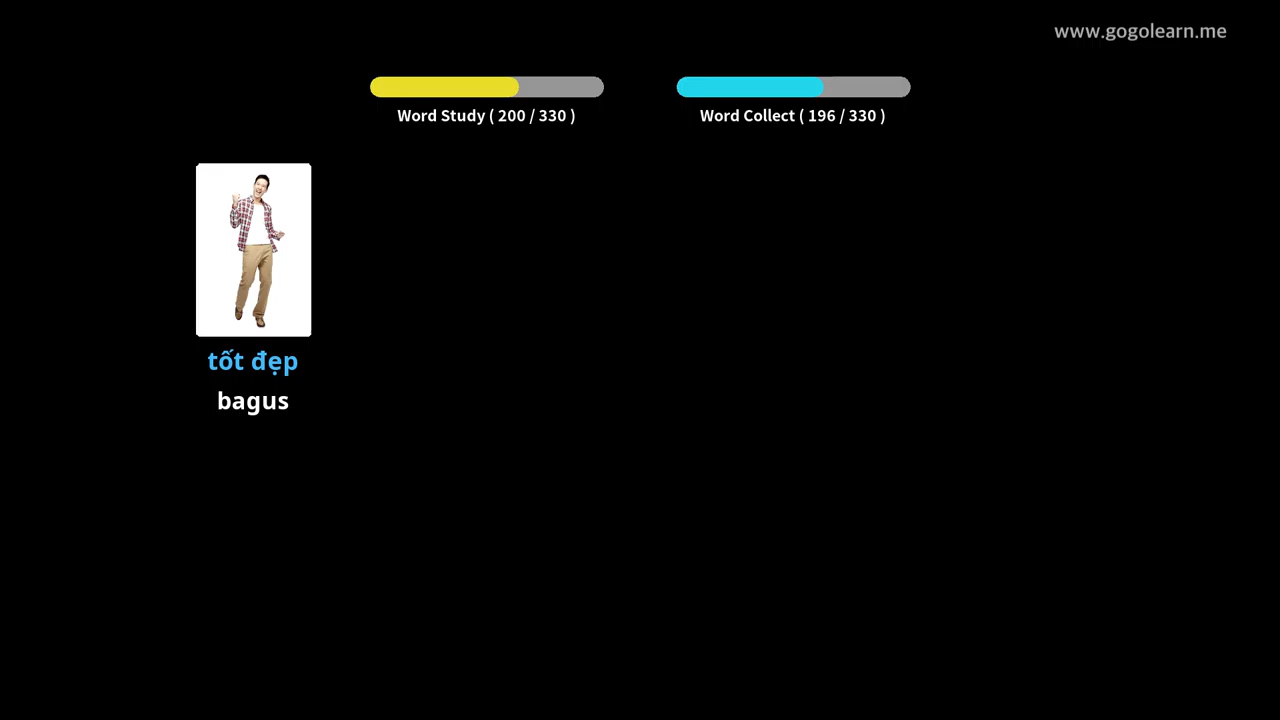 www.gogolearn.me
Word Study ( 200 / 330 )
Word Collect ( 196 / 330 )
tốt đẹp
bagus